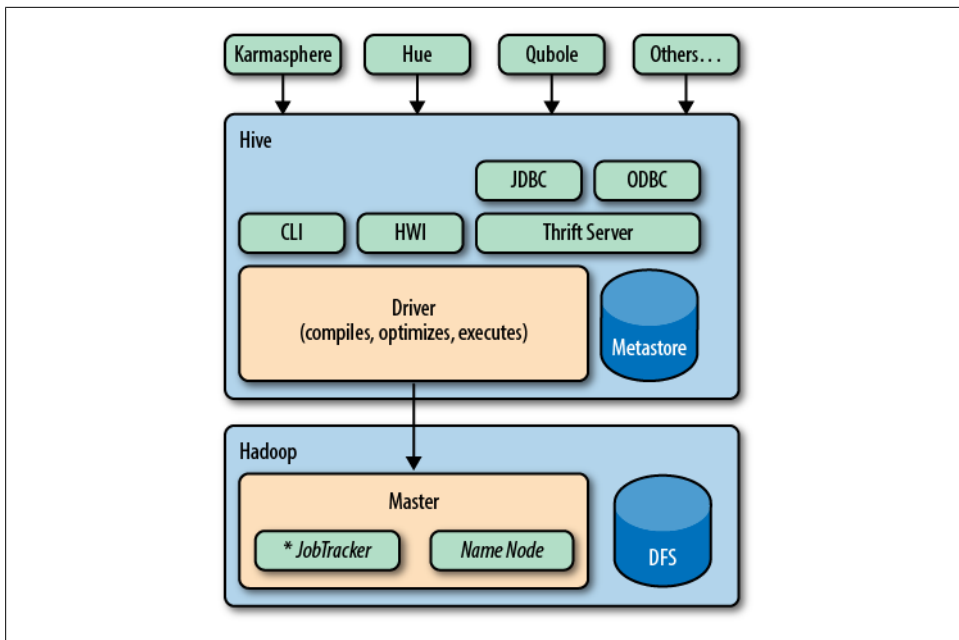 Karmasphere
Hue
Qubole
Others...
Hive
JDBC
ODBC
CLI
HWI
Thrift Server
Driver
(compiles, optimizes, executes)
Metastore
Hadoop
Master
* JobTracker
Name Node
DFS